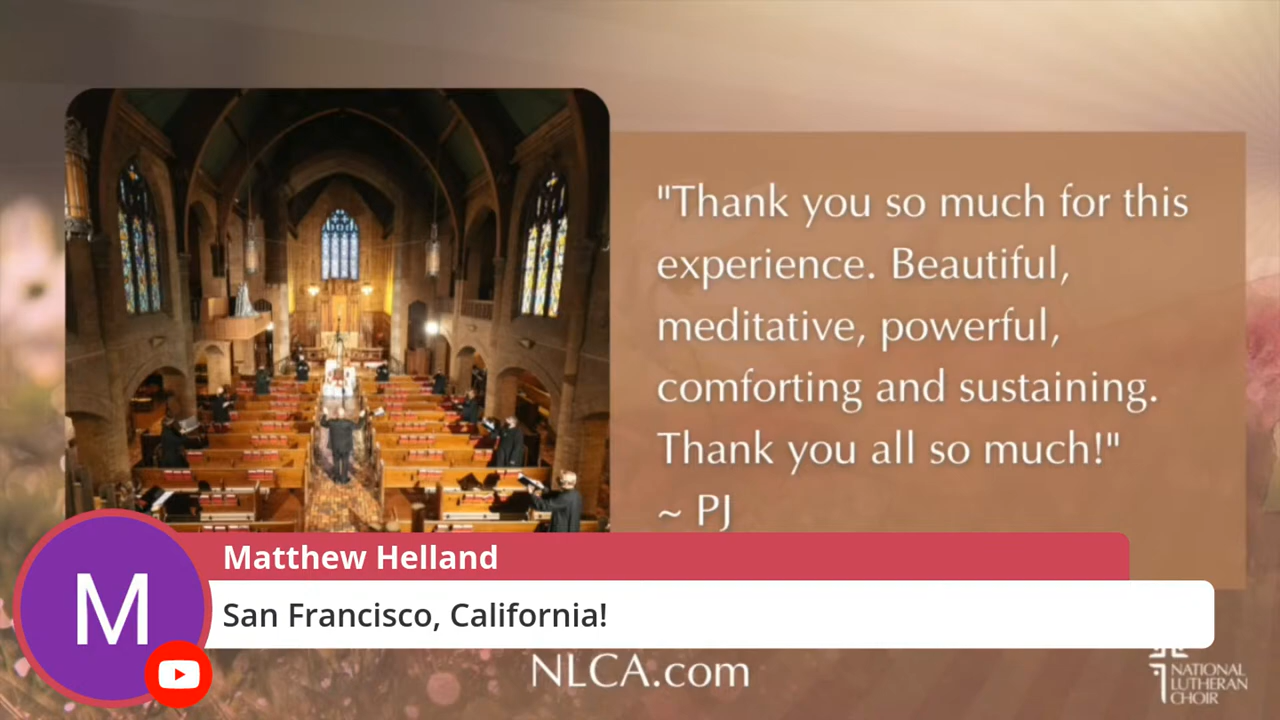 "Thank you so much for this
experience. Beautiful,
meditative, powerful,
comforting and sustaining.
Thank you all so much!"
~ PJ
Matthew Helland
M
San Francisco, California!
NLCA.com
NATIONAL
LUTHERAN
CHOIR